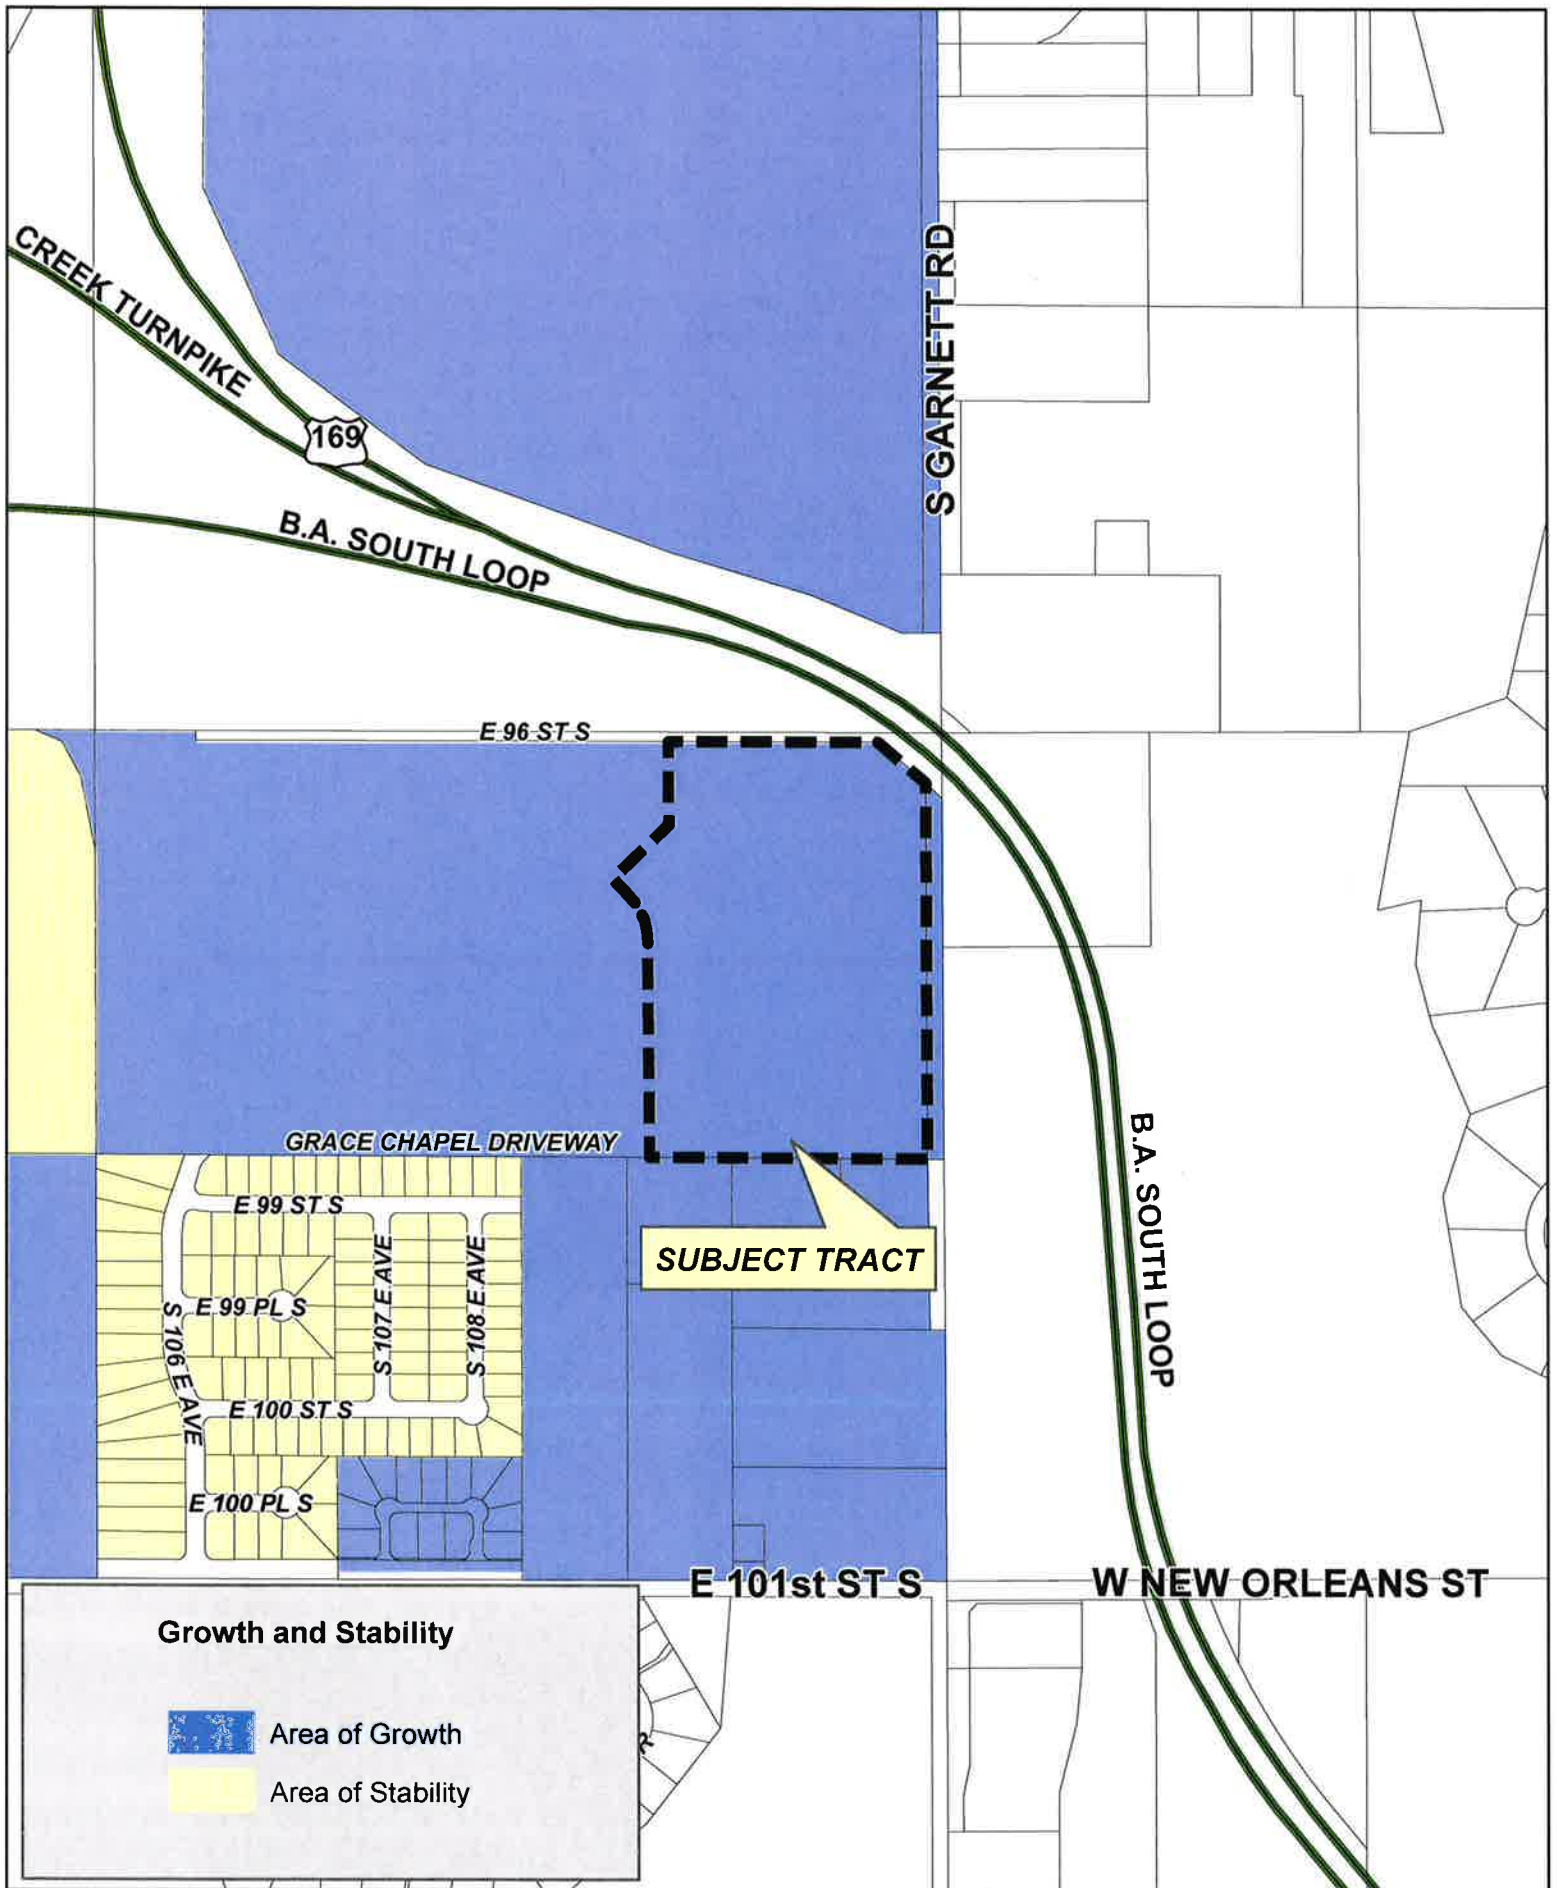 CREEK TURNPIKE
169
B.A. SOUTH LOOP
S GARNETT RD
E 96 ST S
GRACE CHAPEL DRIVEWAY
E 99 ST S
SUBJECT TRACT
S 107 E AVE
S 108 E AVE
E 99 PL S
S 106 E AVE
B.A. SOUTH LOOP
E 100 ST S
E 100 PL S
E 101st ST S
W NEW ORLEANS ST
Growth and Stability
Area of Growth
Area of Stability